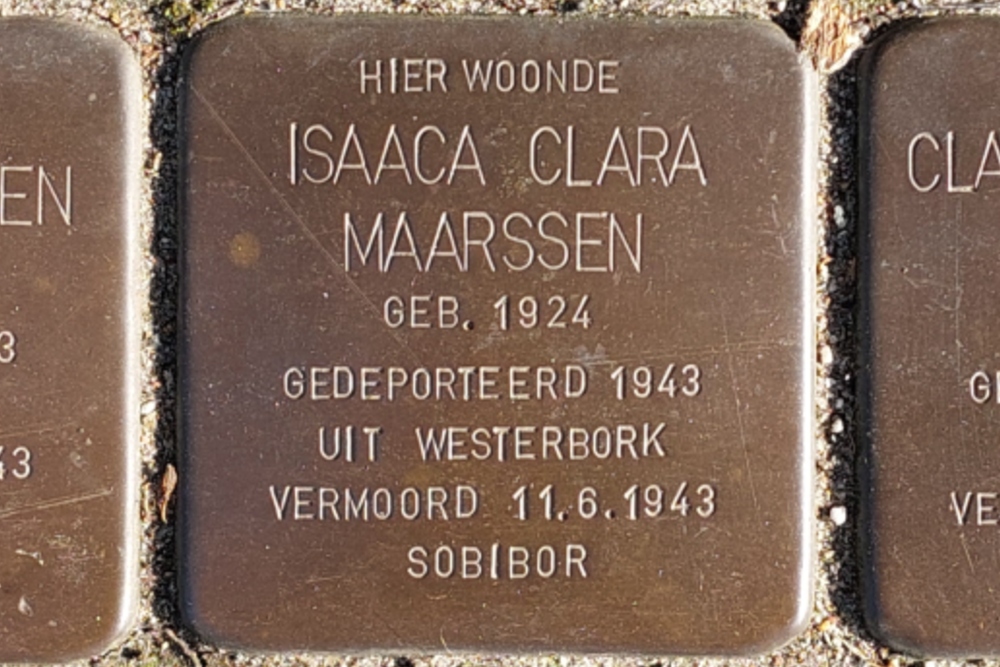 HIER WOONDE
ISAACA CLARA
MAARSSEN
GEB. 1924
GEDEPORTEERD 1943
UIT WESTERBORK
VERMOORD 11.6.1943
SOBIBOR